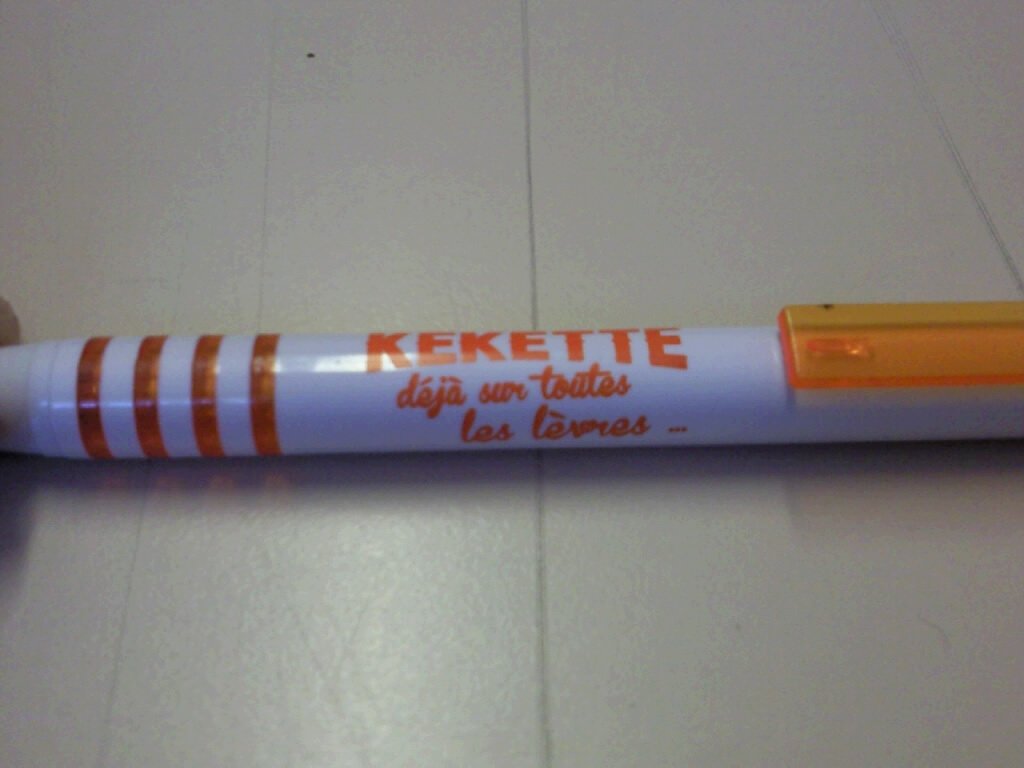 KEKETTE
déjà sur toutes
les lèvres ...